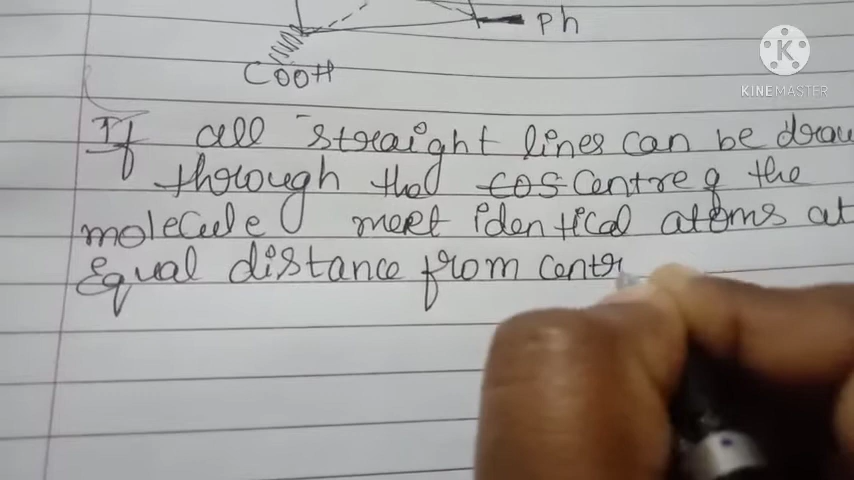 Ph
COOH
K
KINEMASTER
If all straight lines can be draw
through the centre of the
molecule meet identical atoms at
Equal distance from centr